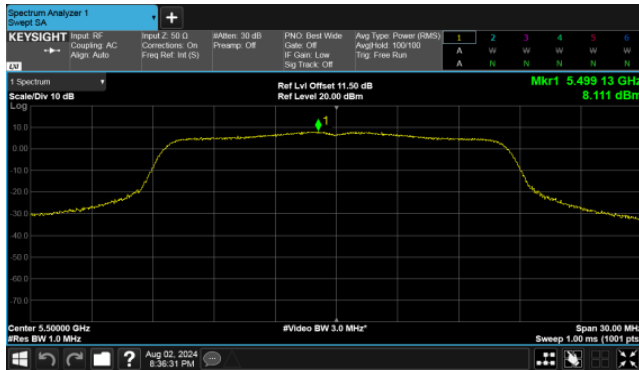 Spectrum Analyzer 1
Swept SA
+
KEYSIGHT Input: RF Input Z: 50 Ω #Atten: 30 dB PNO: Best Wide Avg Type: Power (RMS) 1 2 3 4 5 6
Coupling: AC Corrections: On Preamp: Off Gate: Off Avg|Hold: 100/100 A W W W W W
Align: Auto Freq Ref: Int (S) IF Gain: Low Trig: Free Run
LXI Sig Track: Off A N N N N N
1 Spectrum Ref Lvl Offset 11.50 dB Mkr1 5.499 13 GHz
Scale/Div 10 dB Ref Level 20.00 dBm 8.111 dBm
Log
1
10.0
0.00
-10.0
-20.0
-30.0
-40.0
-50.0
-60.0
-70.0
Center 5.50000 GHz #Video BW 3.0 MHz* Span 30.00 MHz
#Res BW 1.0 MHz Sweep 1.00 ms (1001 pts
? Aug 02, 2024
8:36:31 PM